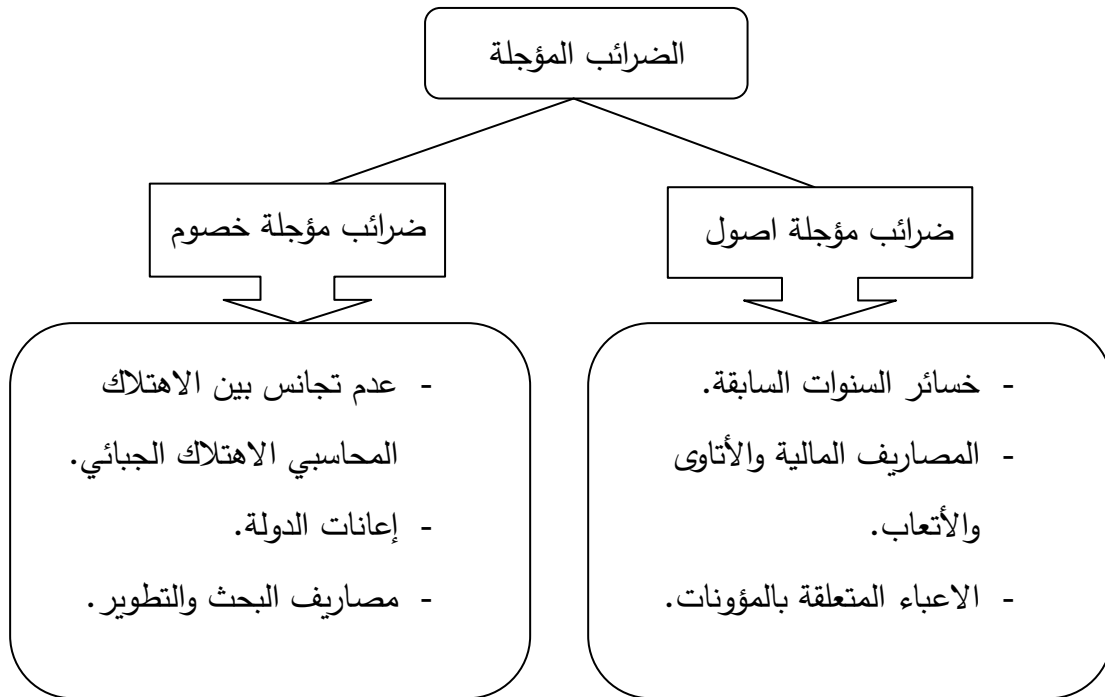 الضرائب المؤجلة
ضرائب مؤجلة اصول
- خسائر السنوات السابقة.
- المصاريف المالية والأتاوى
والأتعاب.
- الاعباء المتعلقة بالمؤونات.
ضرائب مؤجلة خصوم
- عدم تجانس بين الاهتلاك
المحاسبي الاهتلاك الجبائي.
- إعانات الدولة.
- مصاريف البحث والتطوير.